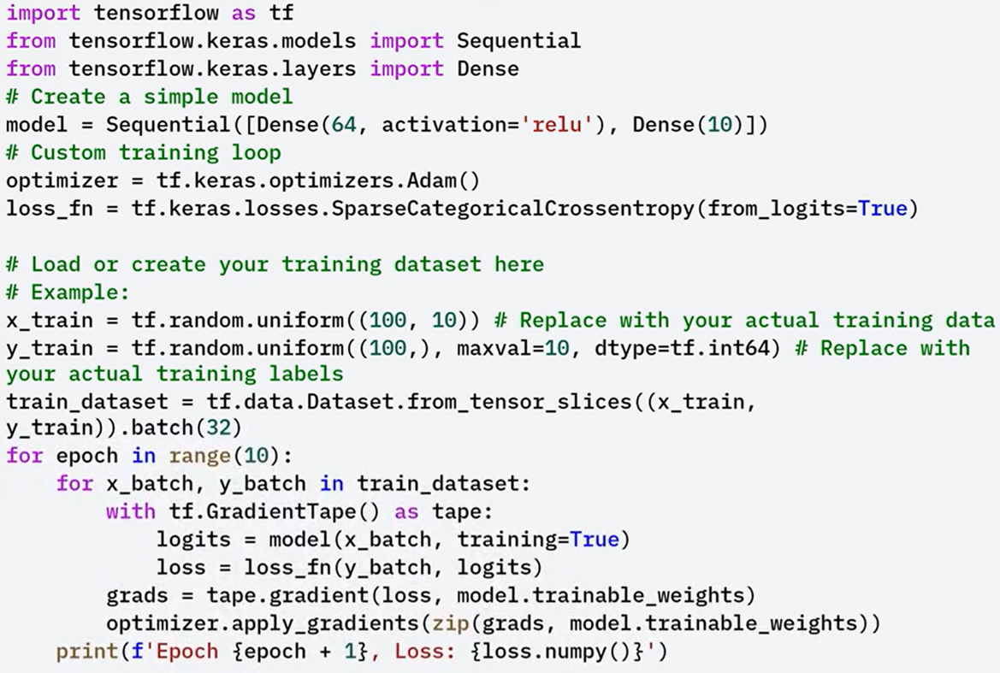 import tensorflow as tf
from tensorflow.keras.models import Sequential
from tensorflow.keras.layers import Dense
# Create a simple model
model = Sequential([Dense(64, activation='relu'), Dense(10)])
# Custom training loop
optimizer = tf.keras.optimizers.Adam()
loss_fn = tf.keras.losses.SparseCategoricalCrossentropy(from_logits=True)

# Load or create your training dataset here
# Example:
x_train = tf.random.uniform((100, 10)) # Replace with your actual training data
y_train = tf.random.uniform((100,), maxval=10, dtype=tf.int64) # Replace with
your actual training labels
train_dataset = tf.data.Dataset.from_tensor_slices((x_train,
y_train)).batch(32)
for epoch in range(10):
    for x_batch, y_batch in train_dataset:
        with tf.GradientTape() as tape:
            logits = model(x_batch, training=True)
            loss = loss_fn(y_batch, logits)
        grads = tape.gradient(loss, model.trainable_weights)
        optimizer.apply_gradients(zip(grads, model.trainable_weights))
    print(f'Epoch {epoch + 1}, Loss: {loss.numpy()}')